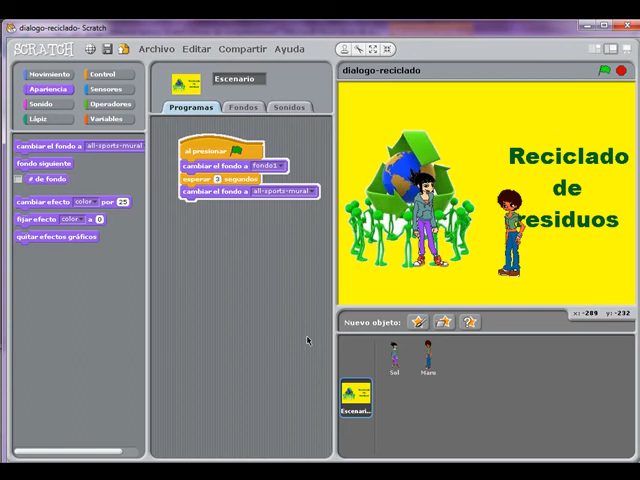 dialogo-reciclado- Scratch
SCRATCH Archivo Editar Compartir Ayuda
Movimiento Control
Apariencia Sensores
Sonido Operadores
Lápiz Variables
cambiar el fondo a all-sports-mural
fondo siguiente
# de fondo
cambiar efecto color por 25
fijar efecto color a 0
quitar efectos gráficos
Escenario
Programas Fondos Sonidos
al presionar
cambiar el fondo a fondo1
esperar 3 segundos
cambiar el fondo a all-sports-mural
dialogo-reciclado
Reciclado
de
residuos
x: -289 y: -232
Nuevo objeto:
Sol Maru
Escenari...